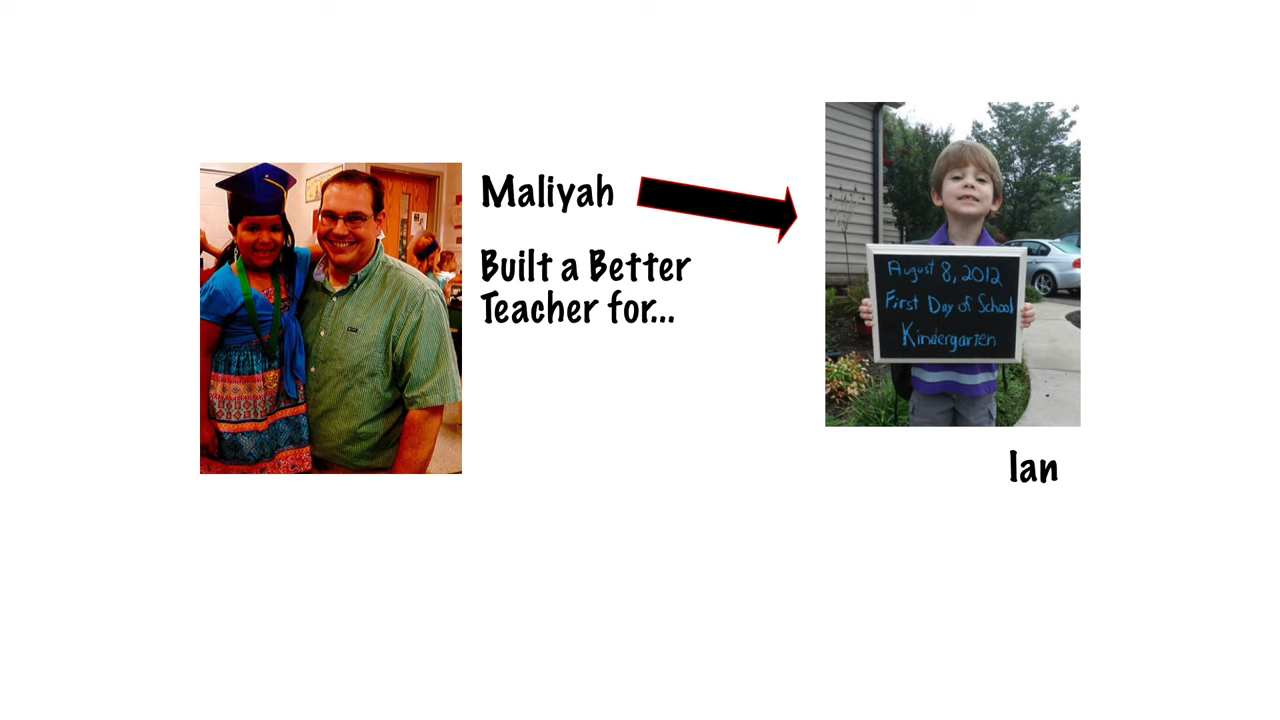 Maliyah
Built a Better
Teacher for...
August 8, 2012
First Day of School
Kindergarten
Ian